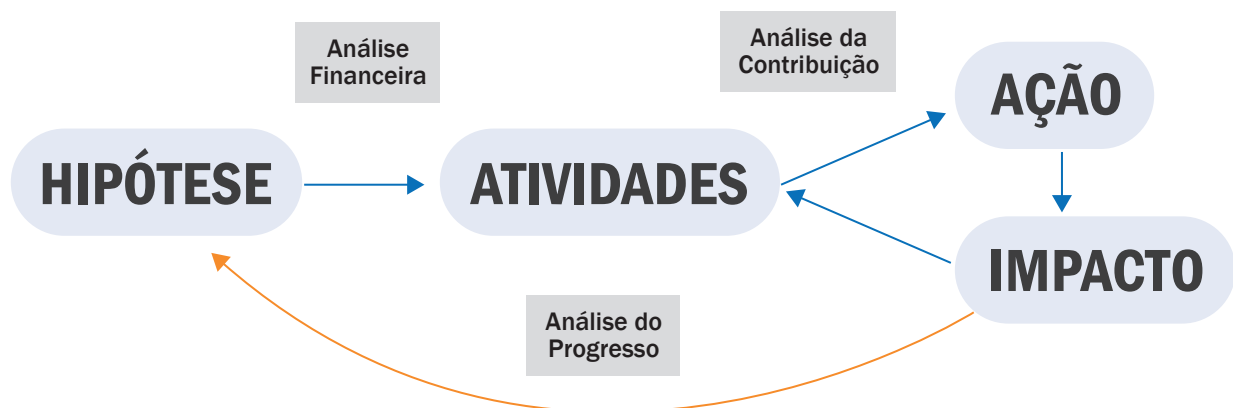 Análise
Financeira
Análise da
Contribuição
AÇÃO
HIPÓTESE
ATIVIDADES
IMPACTO
Análise do
Progresso